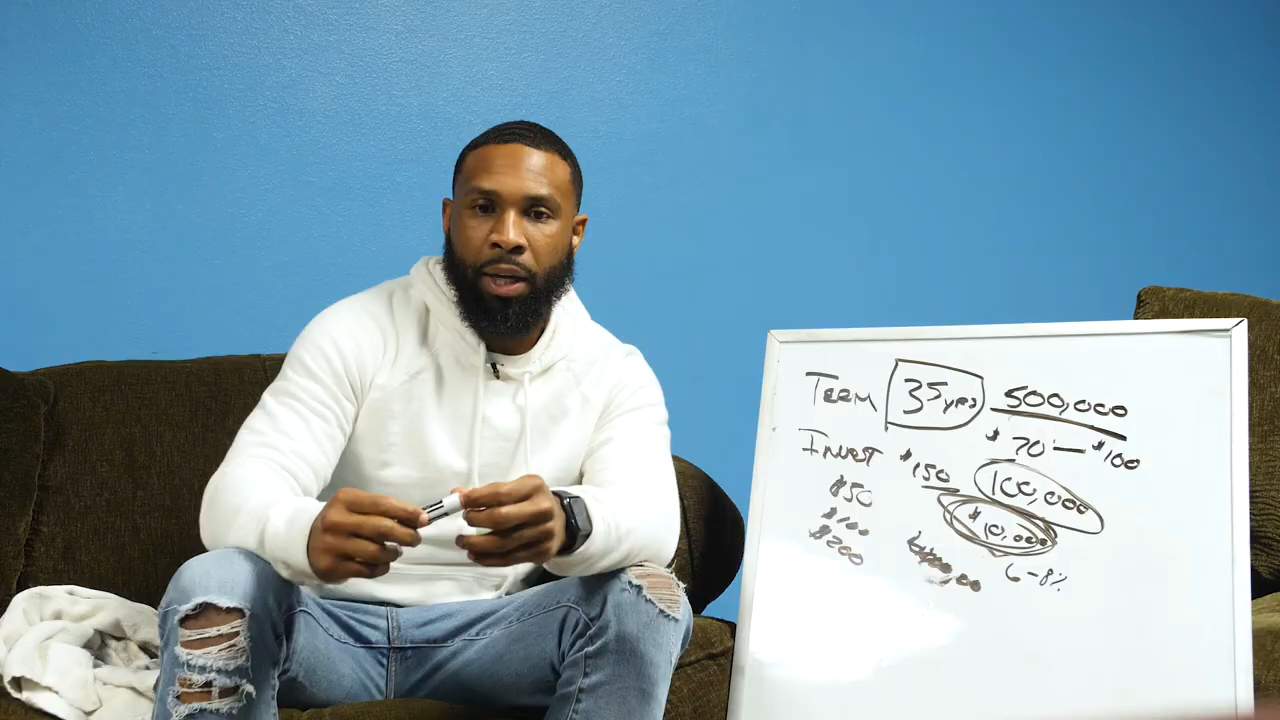 TERM 35yrs 500,000
$70 — $100
INVEST $150 100,000
$50
$100 $10,000
$200
6-8%